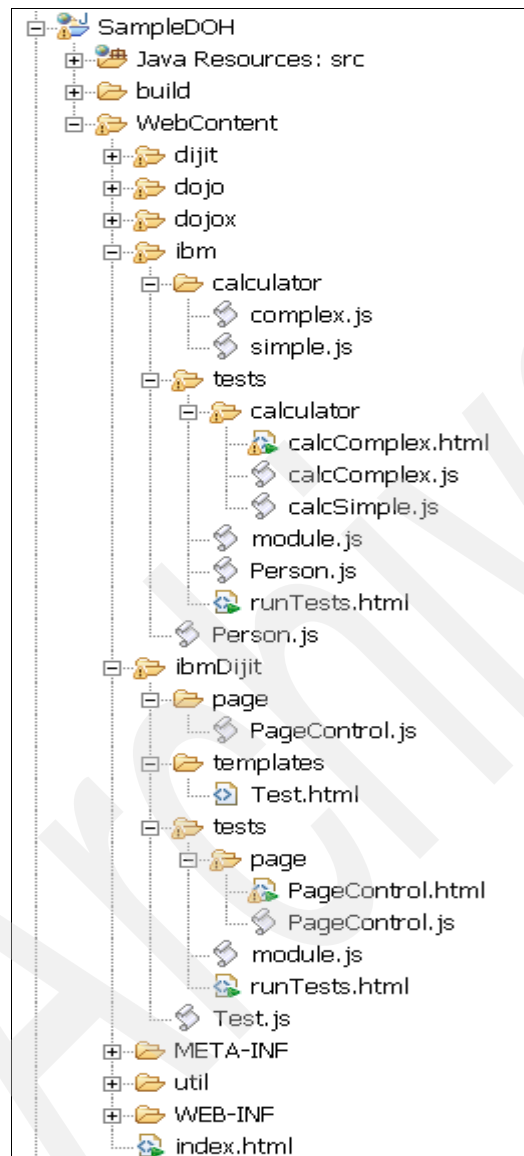 SampleDOH
Java Resources: src
build
WebContent
dijit
dojo
dojox
ibm
calculator
complex.js
simple.js
tests
calculator
calcComplex.html
calcComplex.js
calcSimple.js
module.js
Person.js
runTests.html
Person.js
ibmDijit
page
PageControl.js
templates
Test.html
tests
page
PageControl.html
PageControl.js
module.js
runTests.html
Test.js
META-INF
util
WEB-INF
index.html